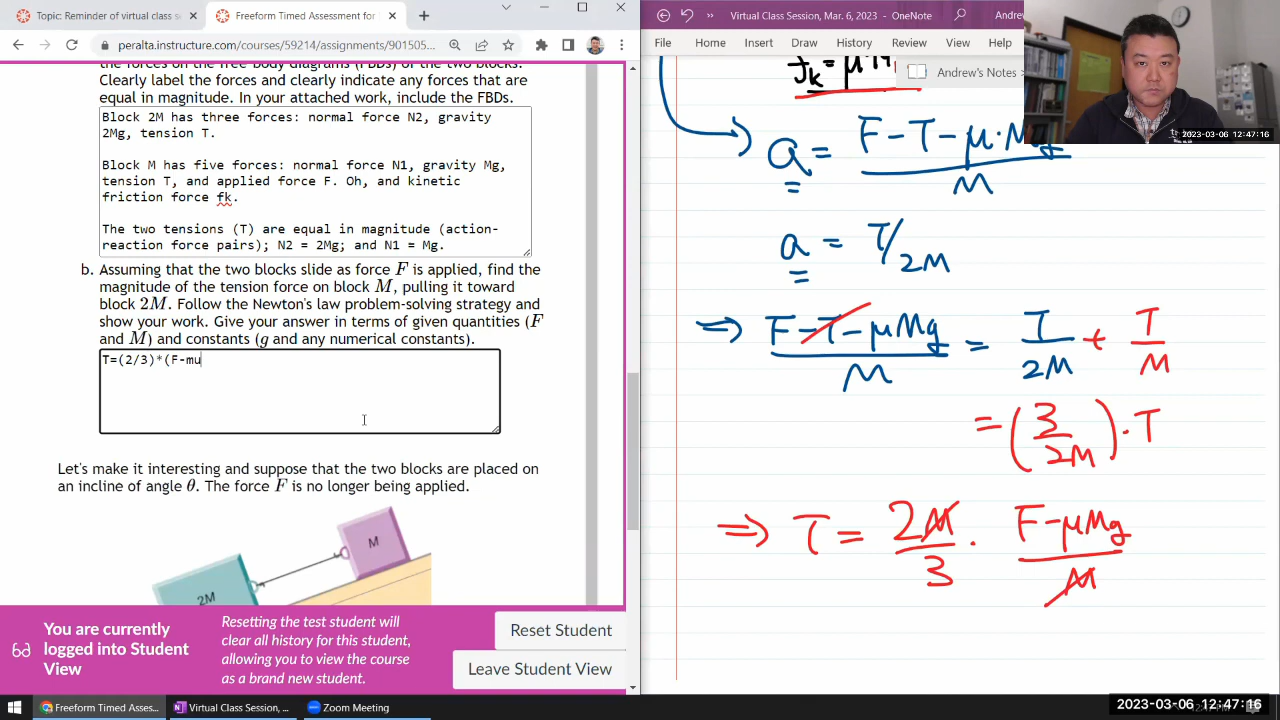 Topic: Reminder of virtual class s
Freeform Timed Assessment for
peralta.instructure.com/courses/59214/assignments/901505...
the forces on the free body diagrams (FBDs) of the two blocks.
Clearly label the forces and clearly indicate any forces that are
equal in magnitude. In your attached work, include the FBDs.
Block 2M has three forces: normal force N2, gravity
2Mg, tension T.
Block M has five forces: normal force N1, gravity Mg,
tension T, and applied force F. Oh, and kinetic
friction force fk.
The two tensions (T) are equal in magnitude (action-
reaction force pairs); N2 = 2Mg; and N1 = Mg.
b. Assuming that the two blocks slide as force F is applied, find the
magnitude of the tension force on block M, pulling it toward
block 2M. Follow the Newton's law problem-solving strategy and
show your work. Give your answer in terms of given quantities (F
and M) and constants (g and any numerical constants).
T=(2/3)*(F-mu
Let's make it interesting and suppose that the two blocks are placed on
an incline of angle θ. The force F is no longer being applied.
M
2M
You are currently
logged into Student
View
Resetting the test student will
clear all history for this student,
allowing you to view the course
as a brand new student.
Reset Student
Leave Student View
Virtual Class Session, Mar. 6, 2023 – OneNote
Andre
File Home Insert Draw History Review View Help
Andrew's Notes >
a = F-T-μ·Mg / M
a = T/2M
⇒ F-T-μMg / M = T/2M + T/M
= (3/2M)·T
⇒ T = 2M/3 · F-μMg / M
2023-03-06 12:47:16
Freeform Timed Asses...
Virtual Class Session, ...
Zoom Meeting
2023-03-06 12:47:16